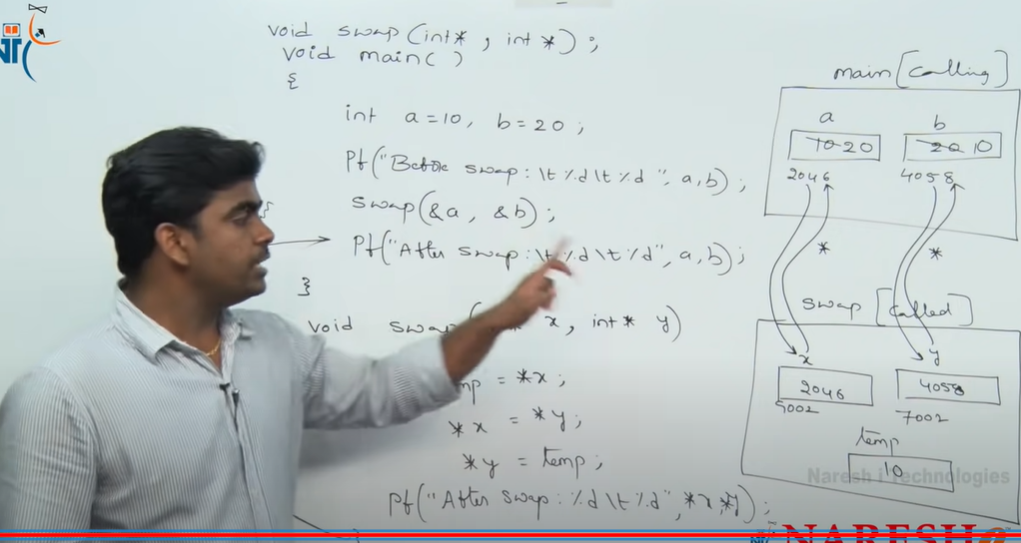 NT
void swap(int*, int*);
void main()
{
int a=10, b=20;
Pf("Before swap:\t%d\t%d", a,b);
swap(&a, &b);
Pf("After swap:\t%d\t%d", a,b);
}
void swap( x, int* y)
mp = *x;
*x = *y;
*y = temp;
Pf("After swap:%d\t%d", *x *y);
main[calling]
a b
10 20 20 10
2046 4058
* *
swap [called]
x y
2046 4058
5002 7002
temp
10
Naresh i Technologies
NARESH